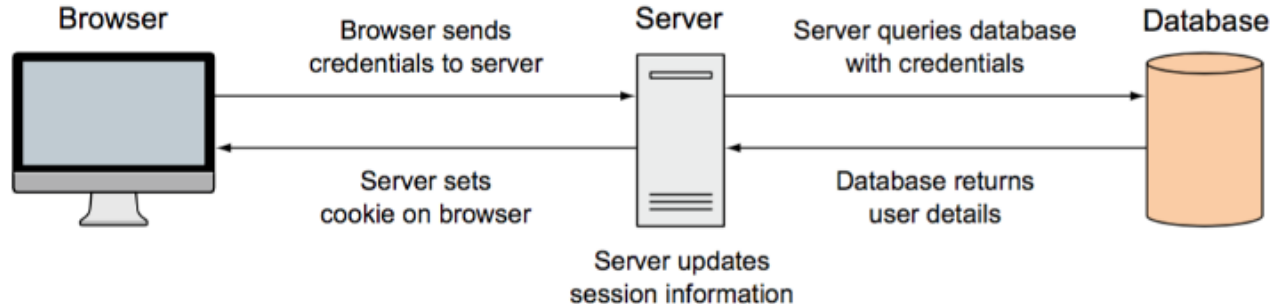 Browser
Server
Database
Browser sends
credentials to server
Server queries database
with credentials
Server sets
cookie on browser
Database returns
user details
Server updates
session information